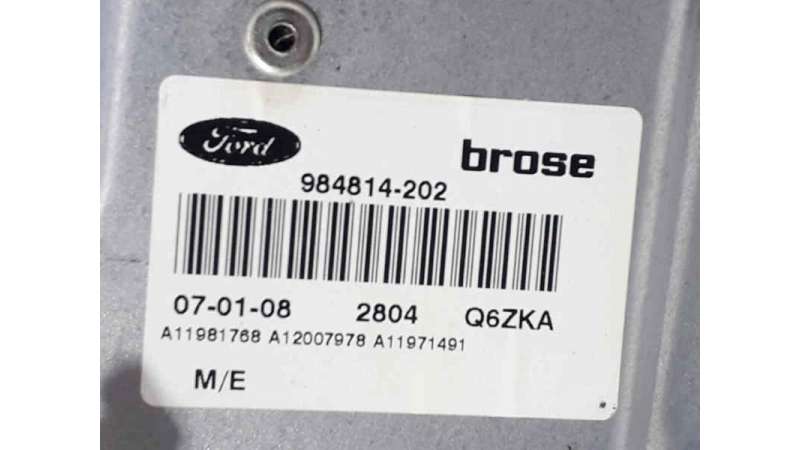 Ford brose
984814-202
07-01-08 2804 Q6ZKA
A11981768 A12007978 A11971491
M/E